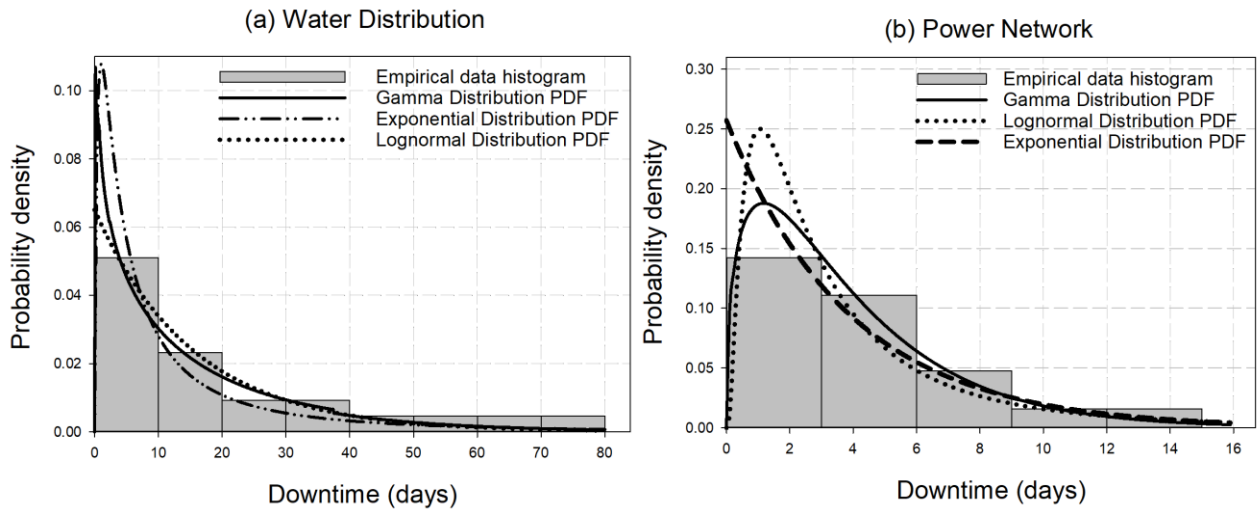 (a) Water Distribution
Empirical data histogram
Gamma Distribution PDF
Exponential Distribution PDF
Lognormal Distribution PDF
Probability density
0.10
0.08
0.06
0.04
0.02
0.00
0 10 20 30 40 50 60 70 80
Downtime (days)
(b) Power Network
Empirical data histogram
Gamma Distribution PDF
Lognormal Distribution PDF
Exponential Distribution PDF
Probability density
0.30
0.25
0.20
0.15
0.10
0.05
0.00
0 2 4 6 8 10 12 14 16
Downtime (days)